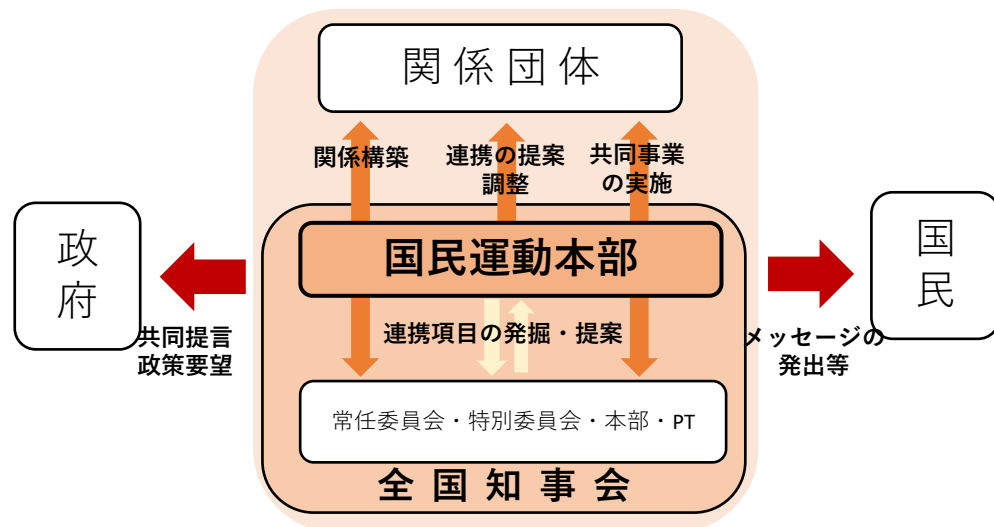 関係団体
関係構築
連携の提案
調整
共同事業
の実施
政府
国民運動本部
国民
共同提言
政策要望
連携項目の発掘・提案
メッセージの
発出等
常任委員会・特別委員会・本部・PT
全国知事会